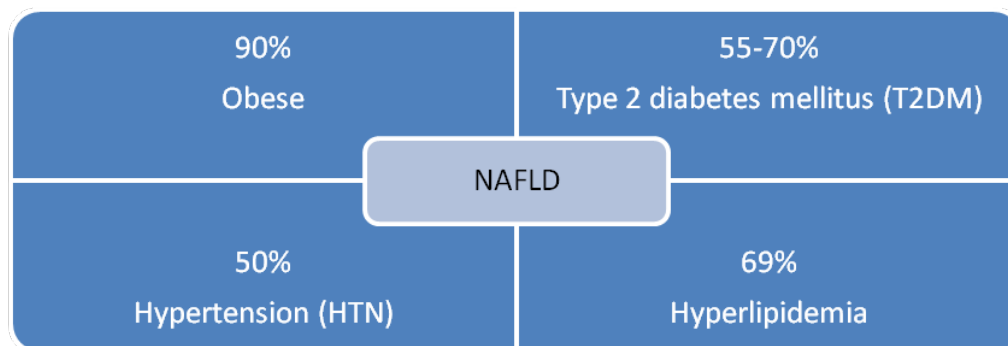 90%
Obese
55-70%
Type 2 diabetes mellitus (T2DM)
NAFLD
50%
Hypertension (HTN)
69%
Hyperlipidemia